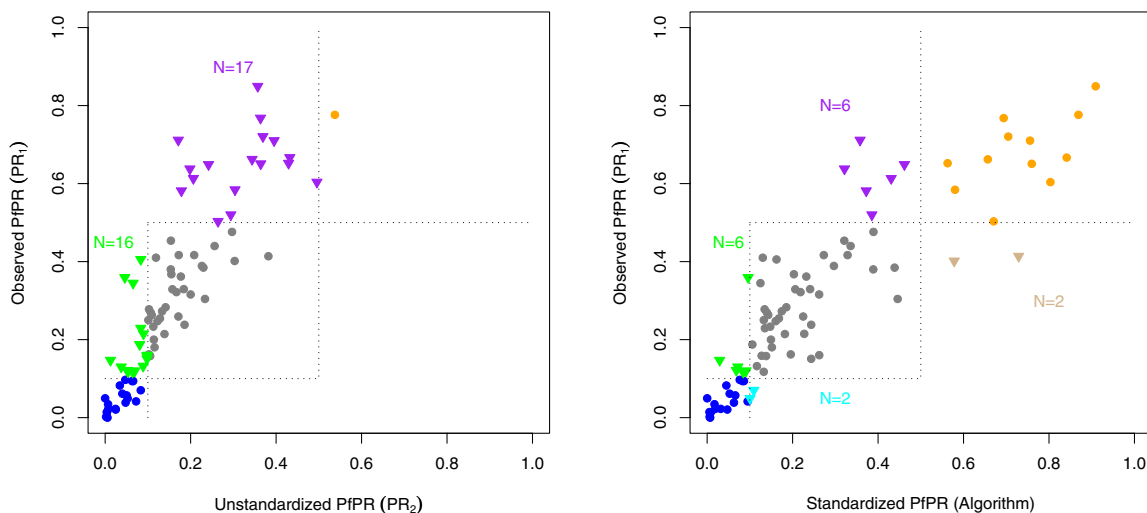 1.0
0.8
0.6
0.4
0.2
0.0
Observed PfPR (PR₁)
N=17
N=16
0.0 0.2 0.4 0.6 0.8 1.0
Unstandardized PfPR (PR₂)
1.0
0.8
0.6
0.4
0.2
0.0
Observed PfPR (PR₁)
N=6
N=6
N=2
N=2
0.0 0.2 0.4 0.6 0.8 1.0
Standardized PfPR (Algorithm)